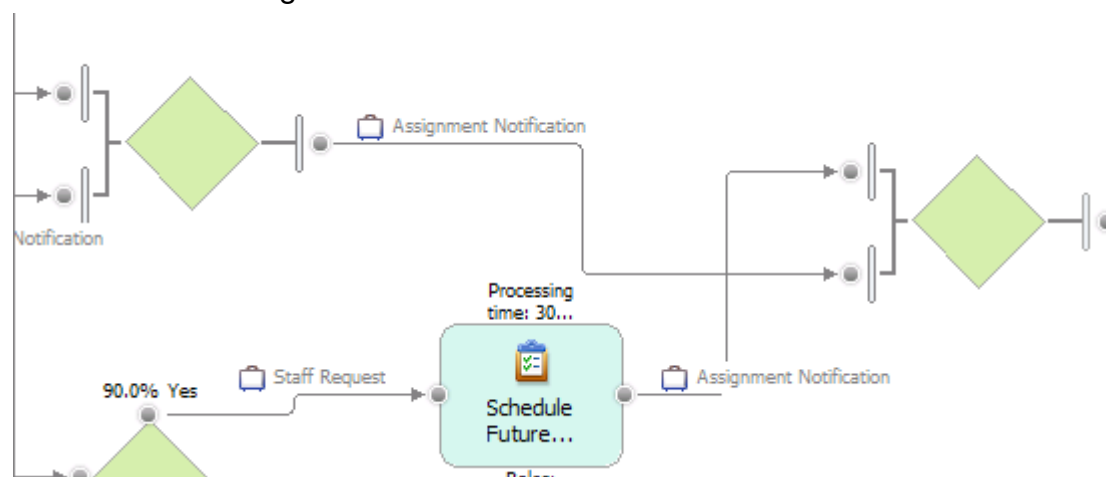 Assignment Notification
Notification
Processing
time: 30...
90.0% Yes
Staff Request
Assignment Notification
Schedule
Future...